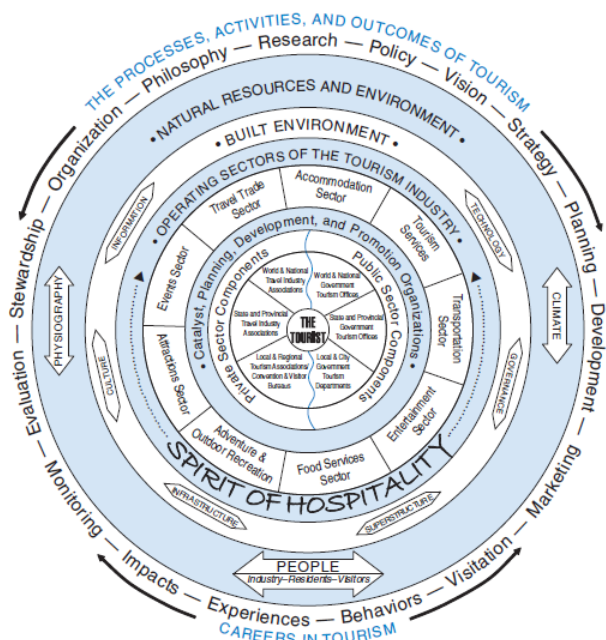 THE PROCESSES, ACTIVITIES, AND OUTCOMES OF TOURISM
Organization — Philosophy — Research — Policy — Vision — Strategy — Planning — Development — Marketing — Visitation — Behaviors — Experiences — Impacts — Monitoring — Evaluation — Stewardship —
• NATURAL RESOURCES AND ENVIRONMENT •
• BUILT ENVIRONMENT •
• OPERATING SECTORS OF THE TOURISM INDUSTRY •
INFORMATION
TECHNOLOGY
PHYSIOGRAPHY
CLIMATE
CULTURE
GOVERNANCE
INFRASTRUCTURE
SUPERSTRUCTURE
Travel Trade
Sector
Accommodation
Sector
Tourism
Services
Events Sector
Transportation
Sector
Attractions Sector
Entertainment
Sector
Adventure &
Outdoor Recreation
Food Services
Sector
• Catalyst, Planning, Development, and Promotion Organizations •
Private Sector Components
Public Sector Components
World & National
Travel Industry
Associations
World & National
Government
Tourism Offices
State and Provincial
Travel Industry
Associations
THE
TOURIST
State and Provincial
Government
Tourism Offices
Local & Regional
Tourism Associations/
Convention & Visitor
Bureaus
Local & City
Government
Tourism
Departments
SPIRIT OF HOSPITALITY
PEOPLE
Industry–Residents–Visitors
CAREERS IN TOURISM